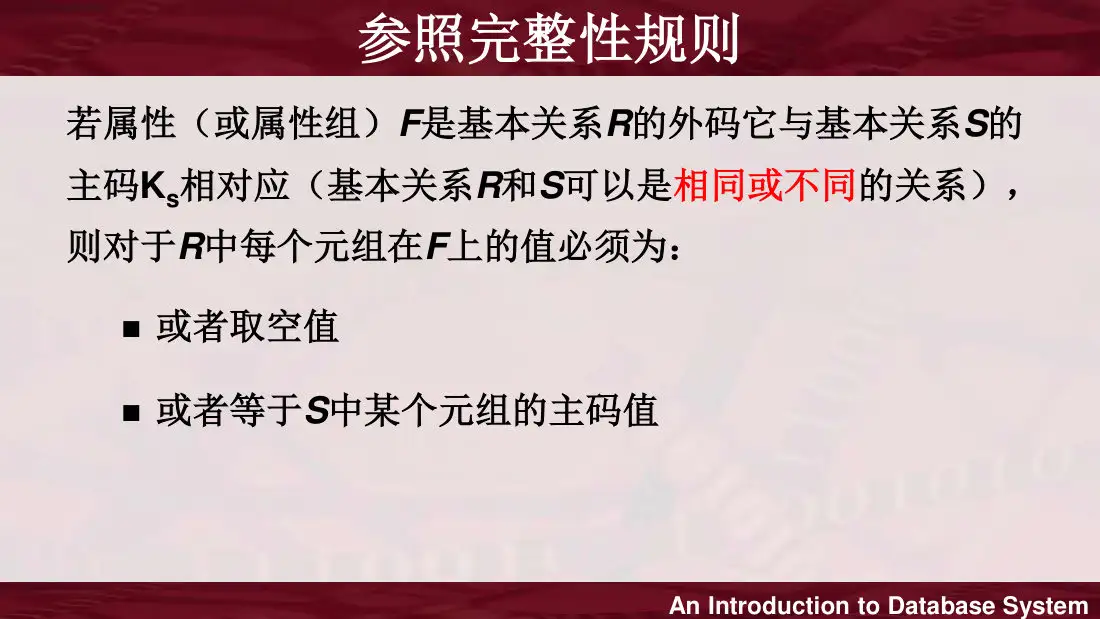 参照完整性规则
若属性（或属性组）F是基本关系R的外码它与基本关系S的
主码Ks相对应（基本关系R和S可以是相同或不同的关系），
则对于R中每个元组在F上的值必须为：
■ 或者取空值
■ 或者等于S中某个元组的主码值
An Introduction to Database System